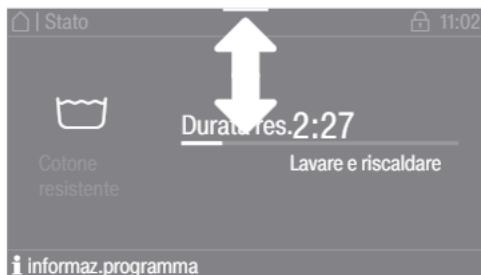 | Stato 11:02
Durata res.2:27
Lavare e riscaldare
Cotone
resistente
informaz.programma